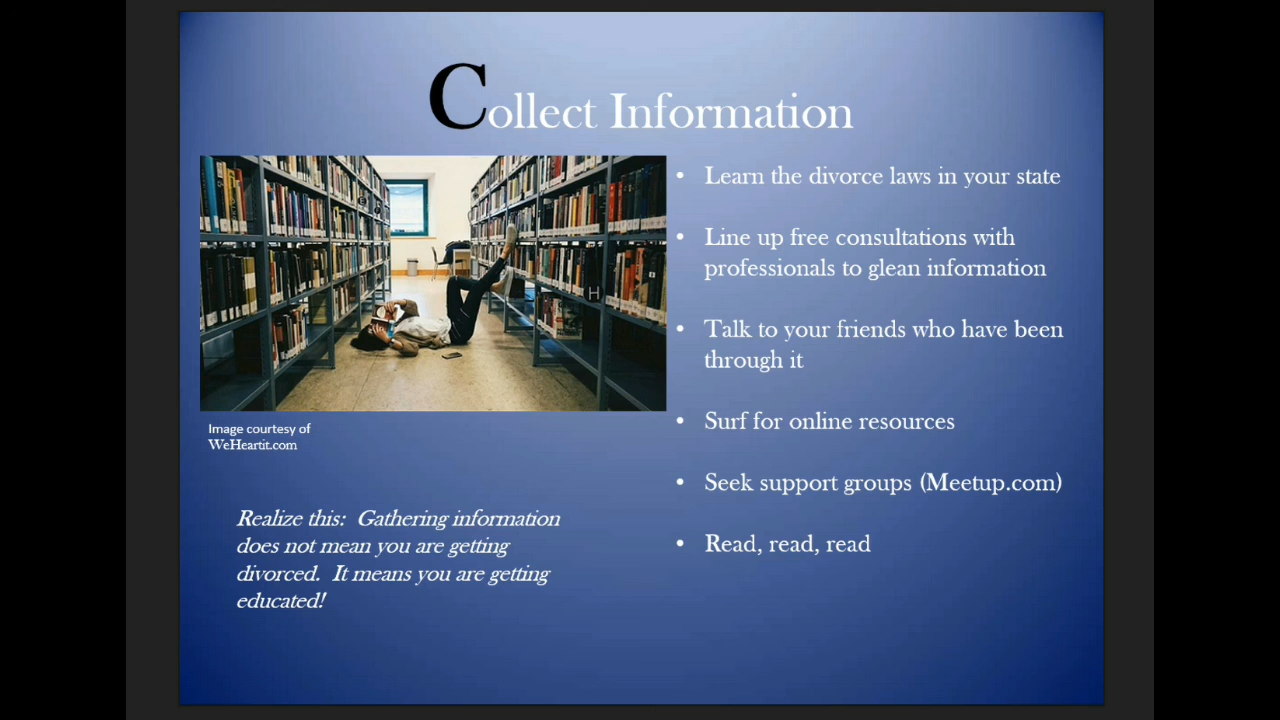 Collect Information
• Learn the divorce laws in your state
• Line up free consultations with
professionals to glean information
• Talk to your friends who have been
through it
• Surf for online resources
• Seek support groups (Meetup.com)
• Read, read, read
Image courtesy of
WeHeartit.com
Realize this: Gathering information
does not mean you are getting
divorced. It means you are getting
educated!